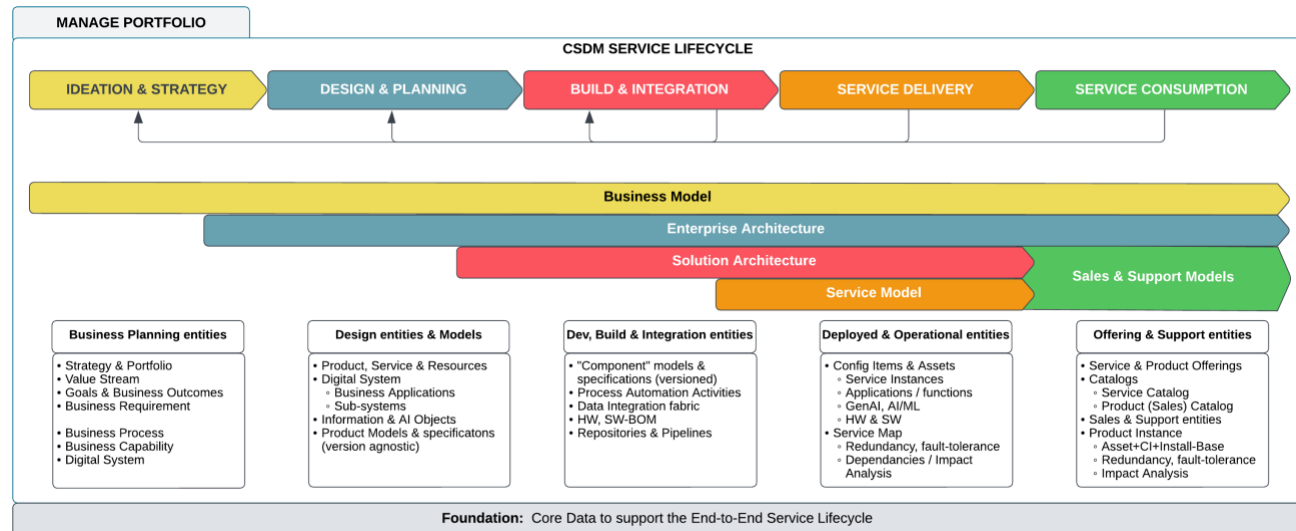 MANAGE PORTFOLIO
CSDM SERVICE LIFECYCLE
IDEATION & STRATEGY
DESIGN & PLANNING
BUILD & INTEGRATION
SERVICE DELIVERY
SERVICE CONSUMPTION
Business Model
Enterprise Architecture
Solution Architecture
Sales & Support Models
Service Model
Business Planning entities
• Strategy & Portfolio
• Value Stream
• Goals & Business Outcomes
• Business Requirement
• Business Process
• Business Capability
• Digital System
Design entities & Models
• Product, Service & Resources
• Digital System
◦ Business Applications
◦ Sub-systems
• Information & AI Objects
• Product Models & specificatons
(version agnostic)
Dev, Build & Integration entities
• "Component" models &
specifications (versioned)
• Process Automation Activities
• Data Integration fabric
• HW, SW-BOM
• Repositories & Pipelines
Deployed & Operational entities
• Config Items & Assets
◦ Service Instances
◦ Applications / functions
◦ GenAI, AI/ML
◦ HW & SW
• Service Map
◦ Redundancy, fault-tolerance
◦ Dependancies / Impact
Analysis
Offering & Support entities
• Service & Product Offerings
• Catalogs
◦ Service Catalog
◦ Product (Sales) Catalog
• Sales & Support entities
• Product Instance
◦ Asset+CI+Install-Base
◦ Redundancy, fault-tolerance
◦ Impact Analysis
Foundation: Core Data to support the End-to-End Service Lifecycle